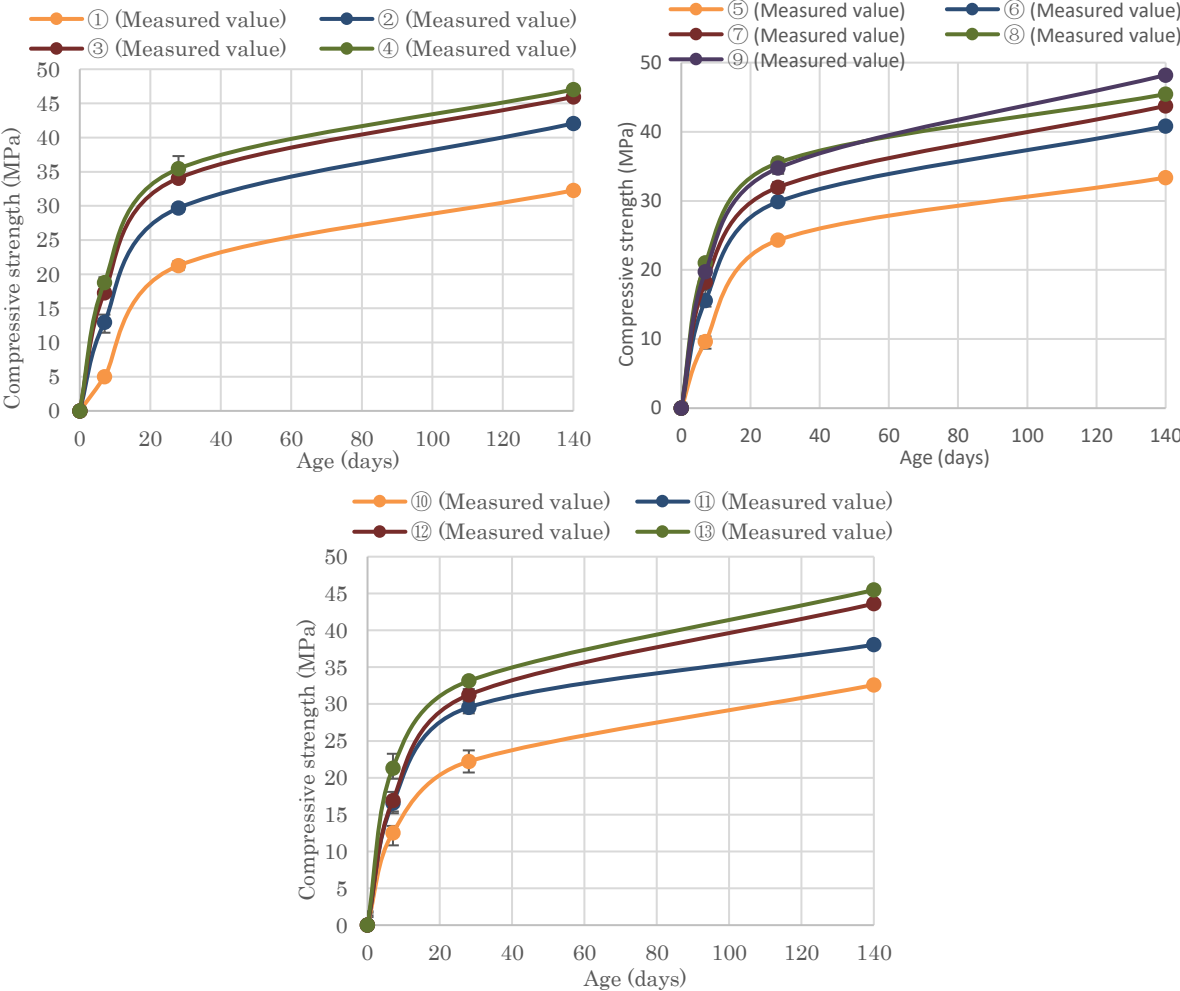 ① (Measured value) ② (Measured value)
③ (Measured value) ④ (Measured value)
50
45
40
35
30
25
20
15
10
5
0
Compressive strength (MPa)
0 20 40 60 80 100 120 140
Age (days)
⑤ (Measured value) ⑥ (Measured value)
⑦ (Measured value) ⑧ (Measured value)
⑨ (Measured value)
50
40
30
20
10
0
Compressive strength (MPa)
0 20 40 60 80 100 120 140
Age (days)
⑩ (Measured value) ⑪ (Measured value)
⑫ (Measured value) ⑬ (Measured value)
50
45
40
35
30
25
20
15
10
5
0
Compressive strength (MPa)
0 20 40 60 80 100 120 140
Age (days)